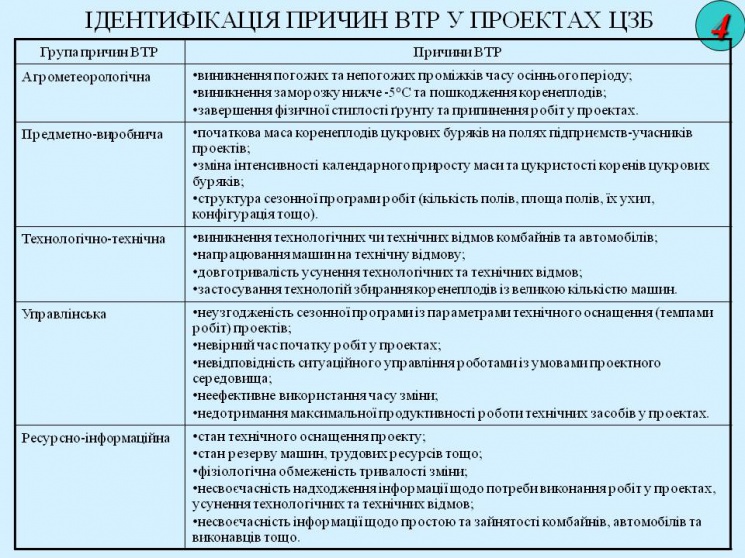 ІДЕНТИФІКАЦІЯ ПРИЧИН ВТР У ПРОЕКТАХ ЦЗБ
4
Група причин ВТР
Причини ВТР
Агрометеорологічна
•виникнення погожих та непогожих проміжків часу осіннього періоду;
•виникнення заморозку нижче -5°С та пошкодження коренеплодів;
•завершення фізичної стиглості ґрунту та припинення робіт у проектах.
Предметно-виробнича
•початкова маса коренеплодів цукрових буряків на полях підприємств-учасників
проектів;
•зміна інтенсивності календарного приросту маси та цукристості коренів цукрових
буряків;
•структура сезонної програми робіт (кількість полів, площа полів, їх ухил,
конфігурація тощо).
Технологічно-технічна
•виникнення технологічних чи технічних відмов комбайнів та автомобілів;
•напрацювання машин на технічну відмову;
•довготривалість усунення технологічних та технічних відмов;
•застосування технологій збирання коренеплодів із великою кількістю машин.
Управлінська
•неузгодженість сезонної програми із параметрами технічного оснащення (темпами
робіт) проектів;
•невірний час початку робіт у проектах;
•невідповідність ситуаційного управління роботами із умовами проектного
середовища;
•неефективне використання часу зміни;
•недотримання максимальної продуктивності роботи технічних засобів у проектах.
Ресурсно-інформаційна
•стан технічного оснащення проекту;
•стан резерву машин, трудових ресурсів тощо;
•фізіологічна обмеженість тривалості зміни;
•несвоєчасність надходження інформації щодо потреби виконання робіт у проектах,
усунення технологічних та технічних відмов;
•несвоєчасність інформації щодо простою та зайнятості комбайнів, автомобілів та
виконавців тощо.